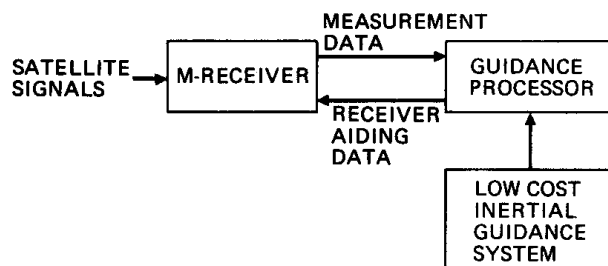 MEASUREMENT
DATA
SATELLITE
SIGNALS
M-RECEIVER
GUIDANCE
PROCESSOR
RECEIVER
AIDING
DATA
LOW COST
INERTIAL
GUIDANCE
SYSTEM